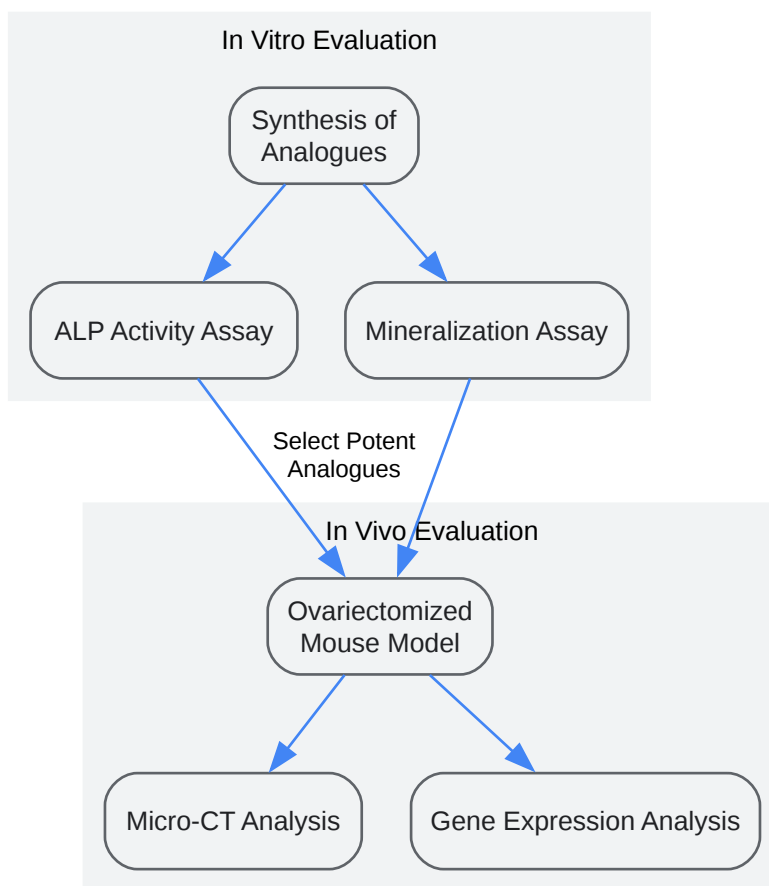 In Vitro Evaluation
Synthesis of
Analogues
ALP Activity Assay
Mineralization Assay
Select Potent
Analogues
In Vivo Evaluation
Ovariectomized
Mouse Model
Micro-CT Analysis
Gene Expression Analysis